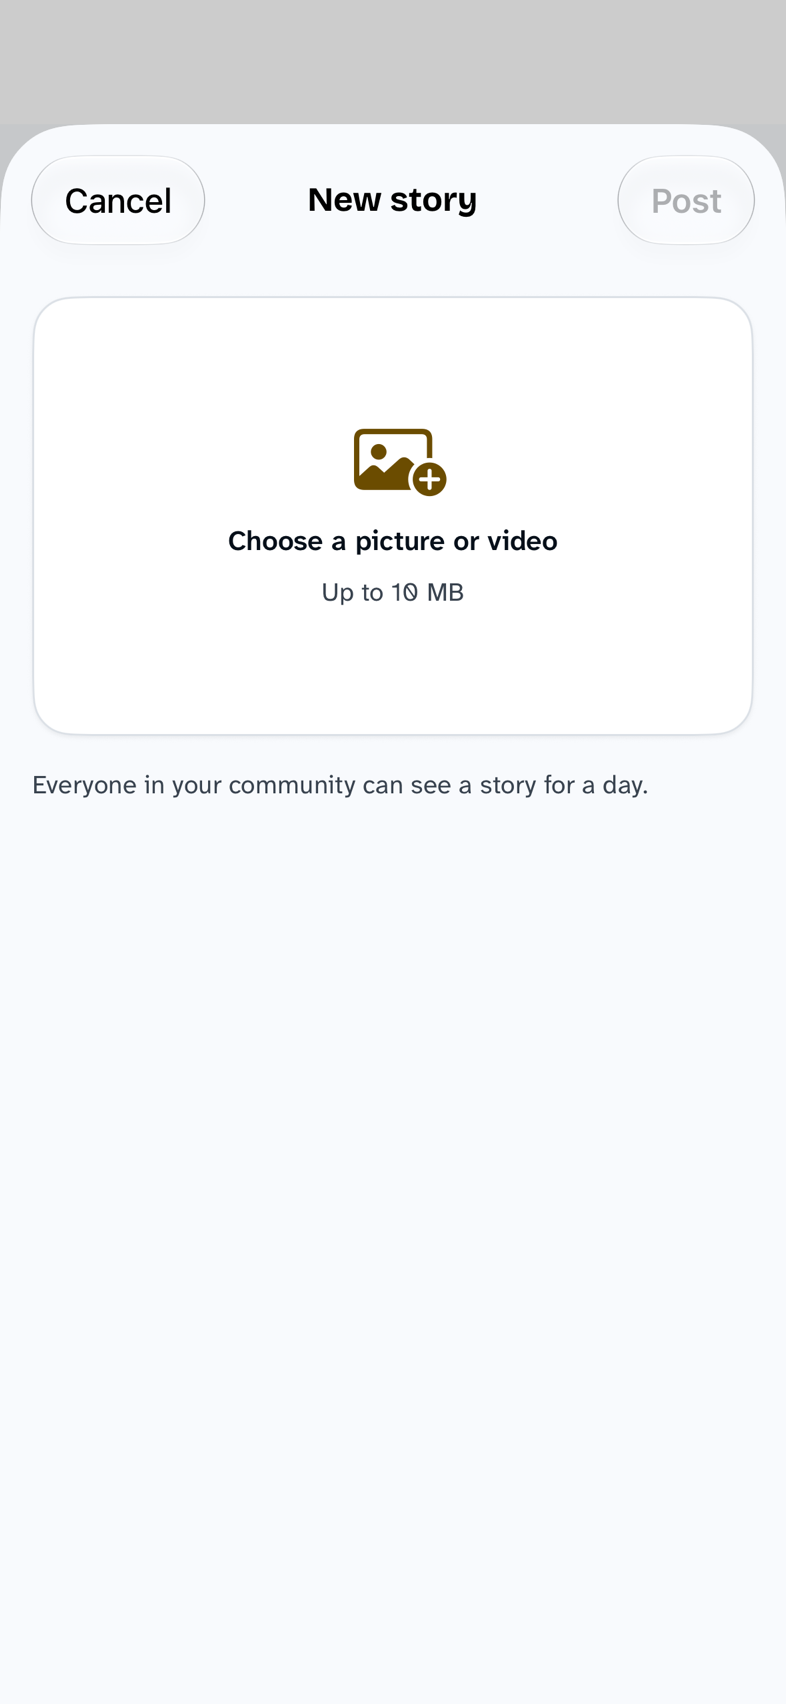 Cancel
New story
Post
Choose a picture or video
Up to 10 MB
Everyone in your community can see a story for a day.